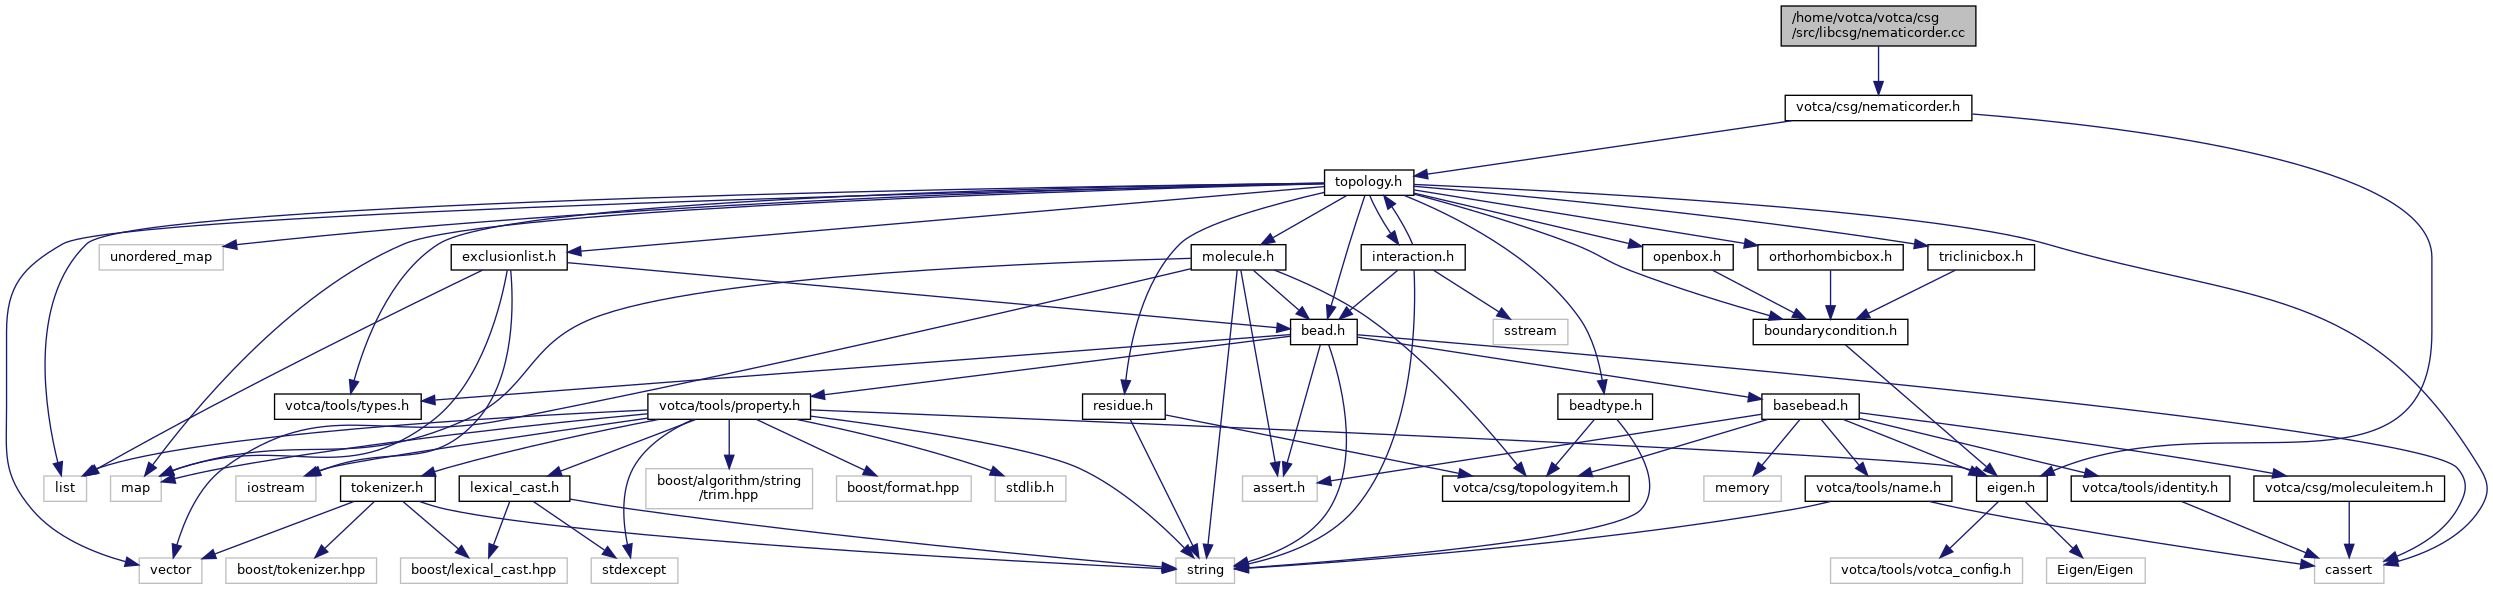 /home/votca/votca/csg
/src/libcsg/nematicorder.cc
votca/csg/nematicorder.h
topology.h
unordered_map
exclusionlist.h
molecule.h
interaction.h
openbox.h
orthorhombicbox.h
triclinicbox.h
bead.h
sstream
boundarycondition.h
votca/tools/types.h
votca/tools/property.h
residue.h
beadtype.h
basebead.h
list
map
iostream
tokenizer.h
lexical_cast.h
boost/algorithm/string
/trim.hpp
boost/format.hpp
stdlib.h
assert.h
votca/csg/topologyitem.h
memory
votca/tools/name.h
eigen.h
votca/tools/identity.h
votca/csg/moleculeitem.h
vector
boost/tokenizer.hpp
boost/lexical_cast.hpp
stdexcept
string
votca/tools/votca_config.h
Eigen/Eigen
cassert